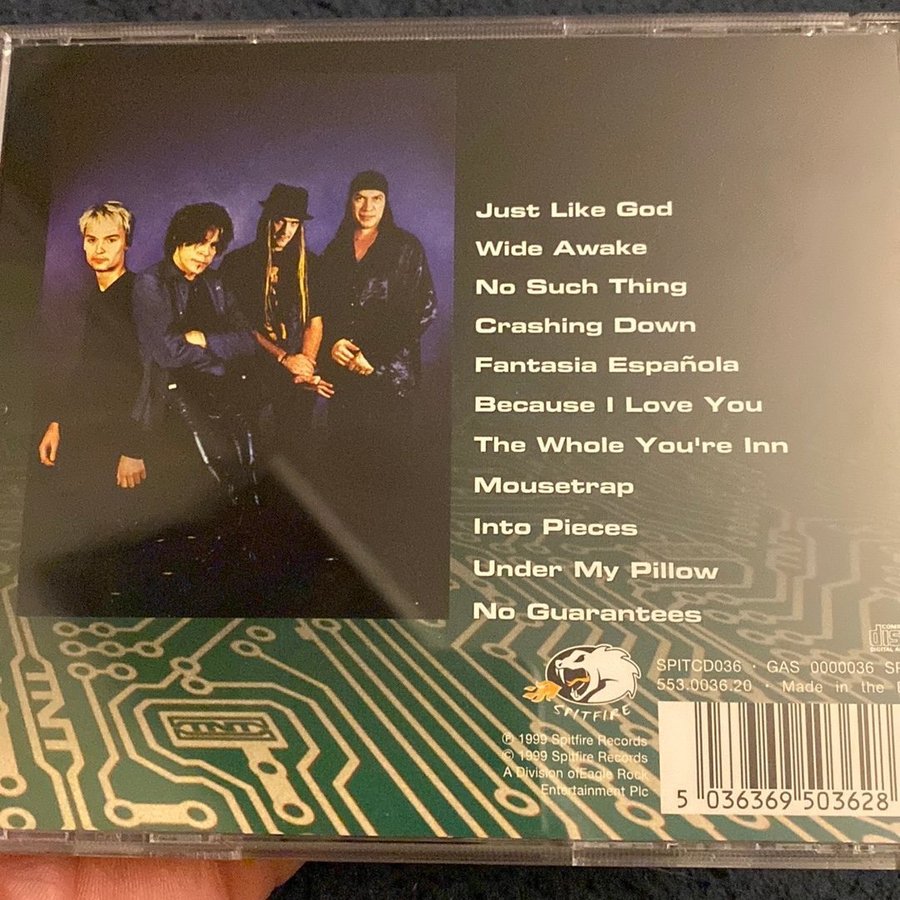 Just Like God
Wide Awake
No Such Thing
Crashing Down
Fantasia Española
Because I Love You
The Whole You're Inn
Mousetrap
Into Pieces
Under My Pillow
No Guarantees
SPITFIRE
SPITCD036 · GAS 0000036
553.0036.20 · Made in the
℗ 1999 Spitfire Records
© 1999 Spitfire Records
A Division ofEagle Rock
Entertainment Plc
5 036369 503628